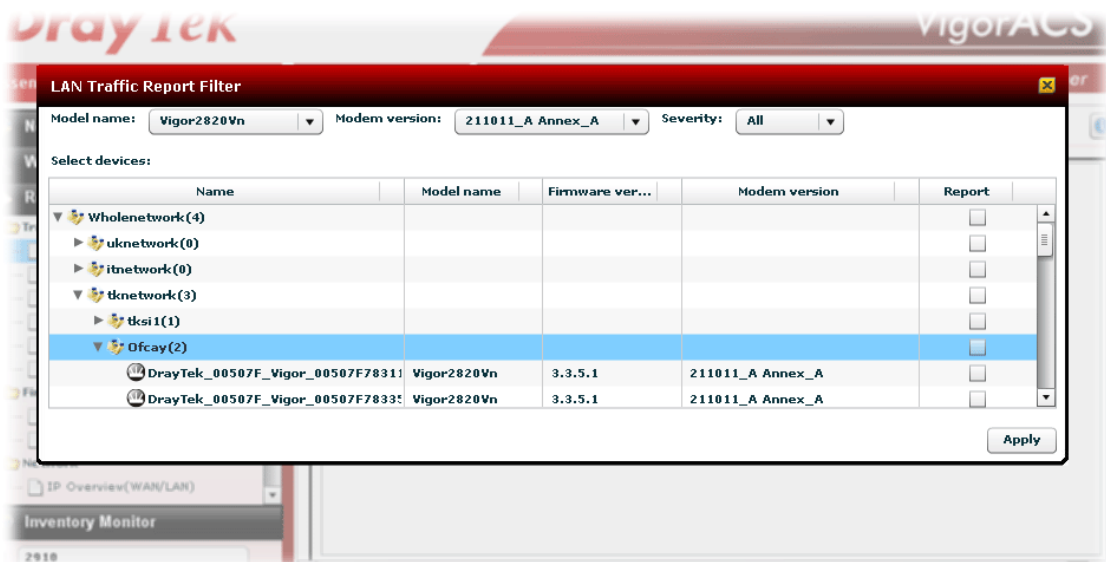 DrayTek
VigorACS
LAN Traffic Report Filter
Model name: Vigor2820Vn Modem version: 211011_A Annex_A Severity: All
Select devices:
Name Model name Firmware ver... Modem version Report
Wholenetwork(4)
uknetwork(0)
itnetwork(0)
tknetwork(3)
tksi1(1)
Ofcay(2)
DrayTek_00507F_Vigor_00507F78311 Vigor2820Vn 3.3.5.1 211011_A Annex_A
DrayTek_00507F_Vigor_00507F7833 Vigor2820Vn 3.3.5.1 211011_A Annex_A
Apply
IP Overview(WAN/LAN)
Inventory Monitor
2910